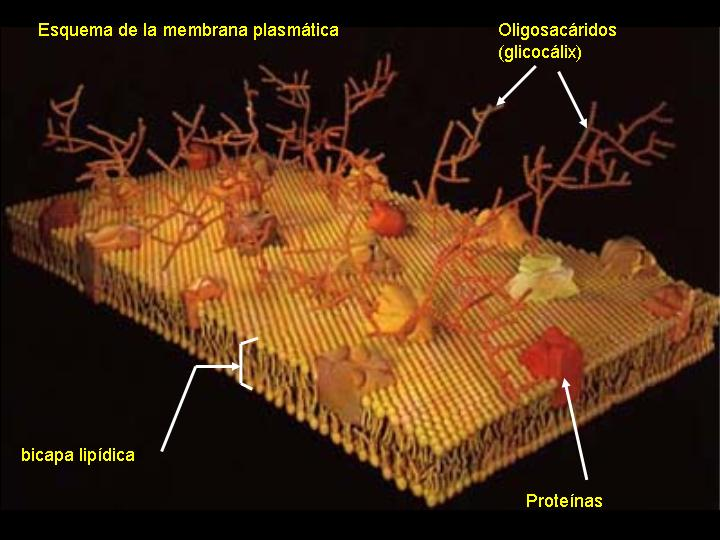 Esquema de la membrana plasmática
Oligosacáridos
(glicocálix)
bicapa lipídica
Proteínas